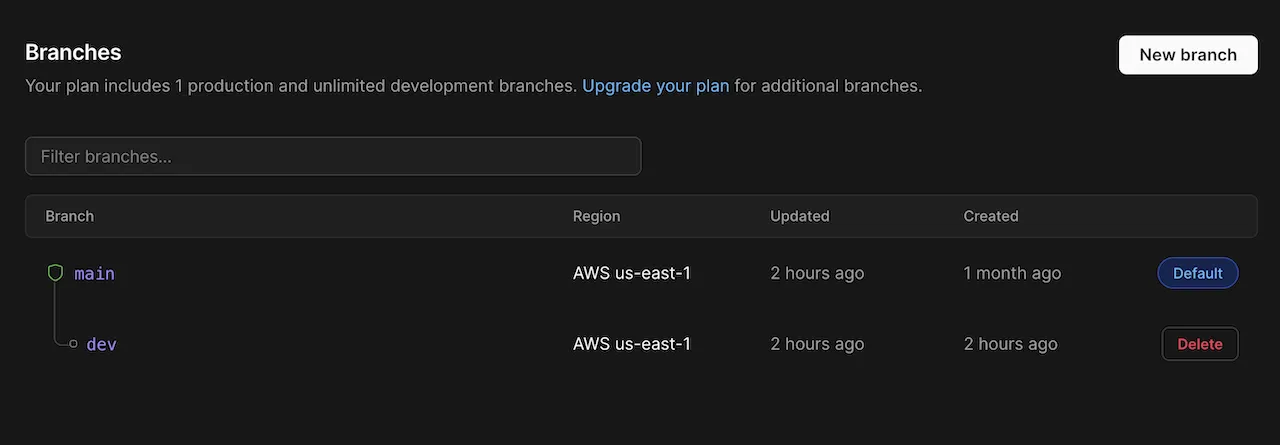 Branches
New branch
Your plan includes 1 production and unlimited development branches. Upgrade your plan for additional branches.
Filter branches...
Branch Region Updated Created
main AWS us-east-1 2 hours ago 1 month ago Default
dev AWS us-east-1 2 hours ago 2 hours ago Delete